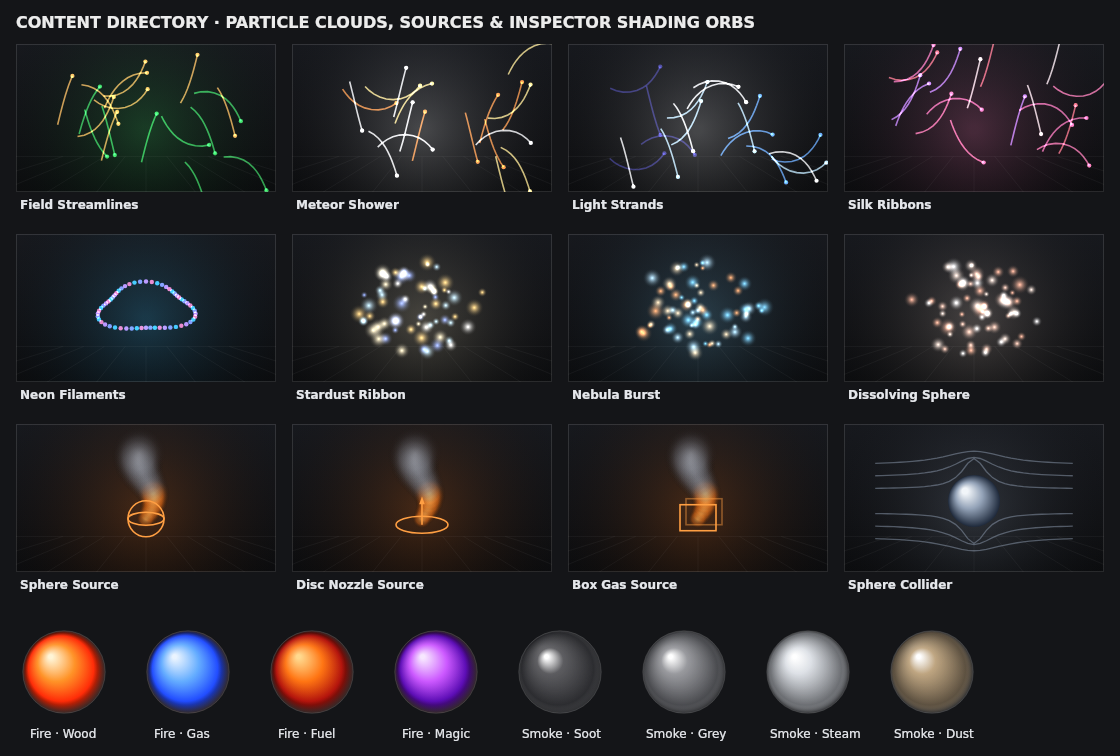 CONTENT DIRECTORY · PARTICLE CLOUDS, SOURCES & INSPECTOR SHADING ORBS
Field Streamlines
Meteor Shower
Light Strands
Silk Ribbons
Neon Filaments
Stardust Ribbon
Nebula Burst
Dissolving Sphere
Sphere Source
Disc Nozzle Source
Box Gas Source
Sphere Collider
Fire · Wood
Fire · Gas
Fire · Fuel
Fire · Magic
Smoke · Soot
Smoke · Grey
Smoke · Steam
Smoke · Dust